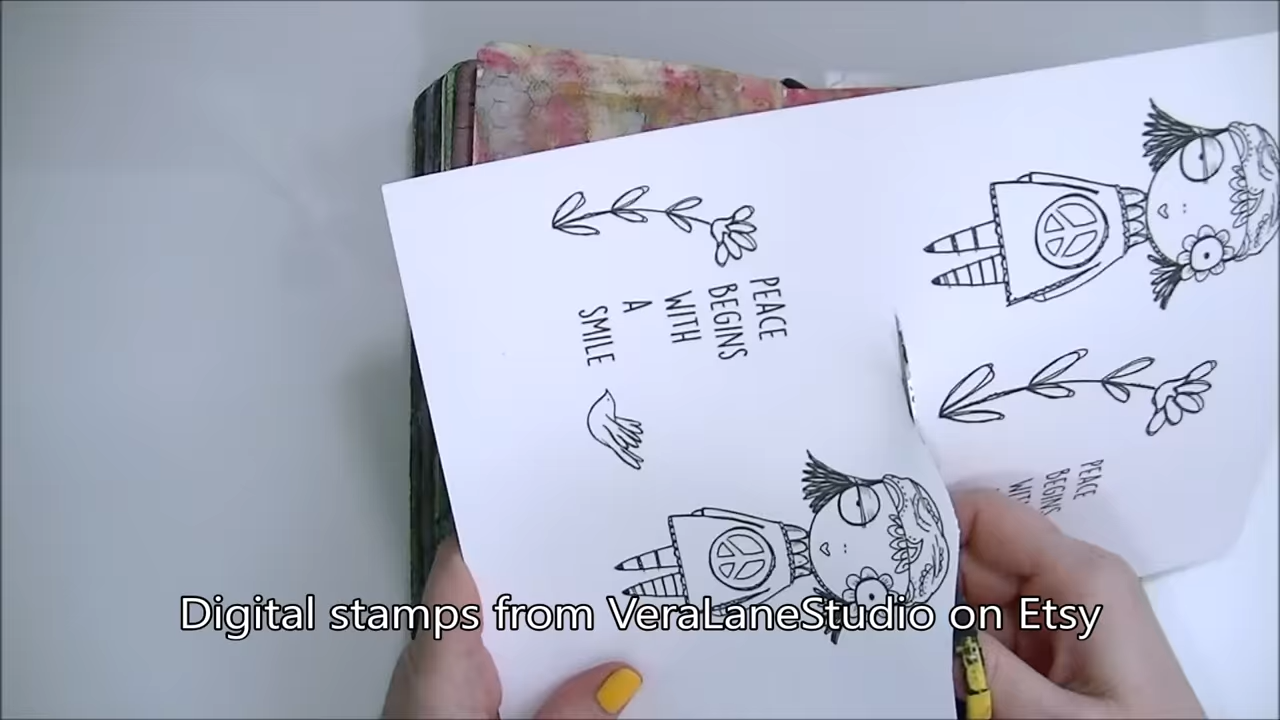 PEACE
BEGINS
WITH
A
SMILE
PEACE
BEGINS
Digital stamps from VeraLaneStudio on Etsy